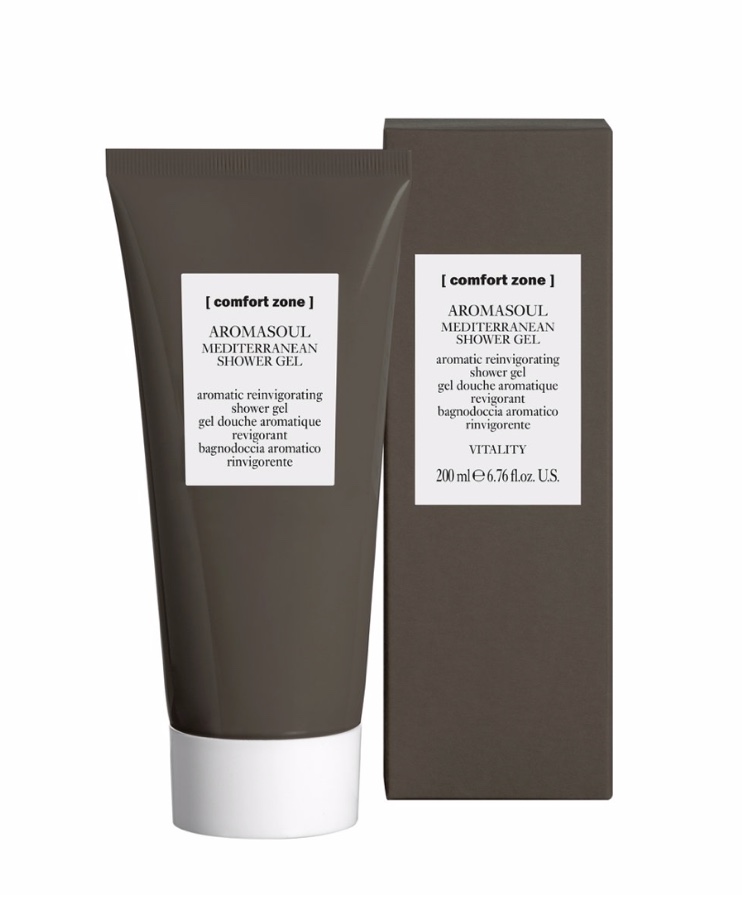 [ comfort zone ]
AROMASOUL
MEDITERRANEAN
SHOWER GEL
aromatic reinvigorating
shower gel
gel douche aromatique
revigorant
bagnodoccia aromatico
rinvigorente
[ comfort zone ]
AROMASOUL
MEDITERRANEAN
SHOWER GEL
aromatic reinvigorating
shower gel
gel douche aromatique
revigorant
bagnodoccia aromatico
rinvigorente
VITALITY
200 ml ℮ 6.76 fl.oz. U.S.